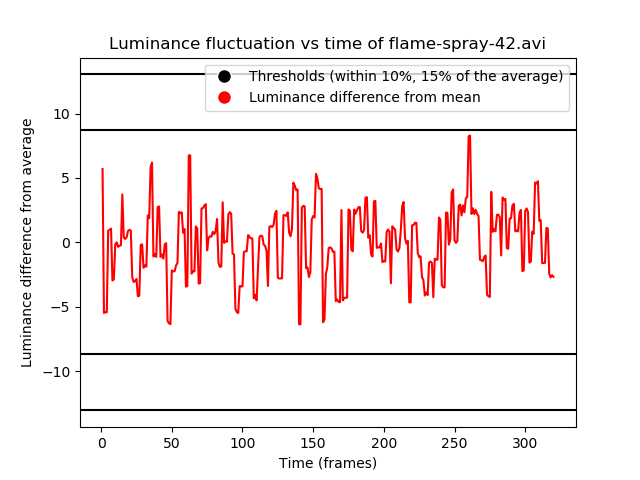 Luminance fluctuation vs time of flame-spray-42.avi
Thresholds (within 10%, 15% of the average)
Luminance difference from mean
Luminance difference from average
10
5
0
−5
−10
0 50 100 150 200 250 300
Time (frames)